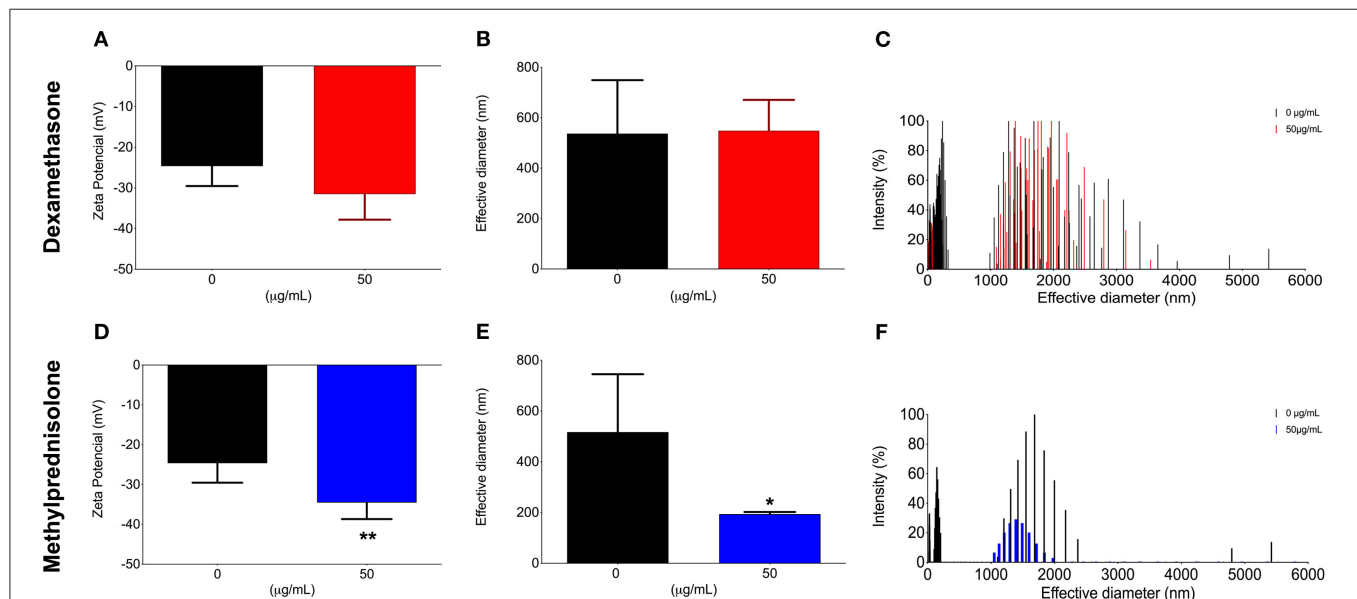 A
B
C
Dexamethasone
0
-10
-20
-30
-40
-50
Zeta Potencial (mV)
0
50
(µg/mL)
800
600
400
200
0
Effective diameter (nm)
0
50
(µg/mL)
0 µg/mL
50µg/mL
100
80
60
40
20
0
Intensity (%)
0
1000
2000
3000
4000
5000
6000
Effective diameter (nm)
D
E
F
Methylprednisolone
0
-10
-20
-30
-40
-50
Zeta Potencial (mV)
**
0
50
(µg/mL)
800
600
400
200
0
Effective diameter (nm)
*
0
50
(µg/mL)
0 µg/mL
50µg/mL
100
80
60
40
20
0
Intensity (%)
0
1000
2000
3000
4000
5000
6000
Effective diameter (nm)